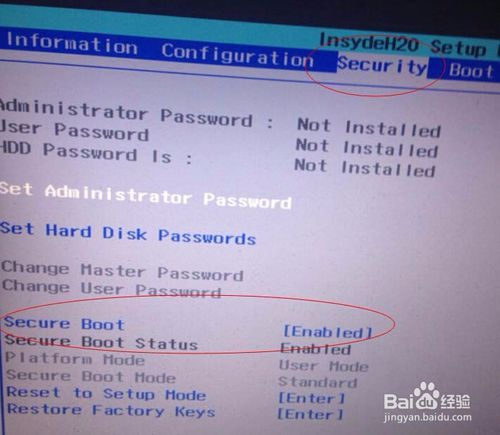 InsydeH20 Setup
Information Configuration Security Boot
Administrator Password : Not Installed
User Password Not Installed
HDD Password Is : Not Installed
Set Administrator Password
Set Hard Disk Passwords
Change Master Password
Change User Password
Secure Boot [Enabled]
Secure Boot Status Enabled
Platform Mode User Mode
Secure Boot Mode Standard
Reset to Setup Mode [Enter]
Restore Factory Keys [Enter]
Bai du 经验
jingyan.baidu.com